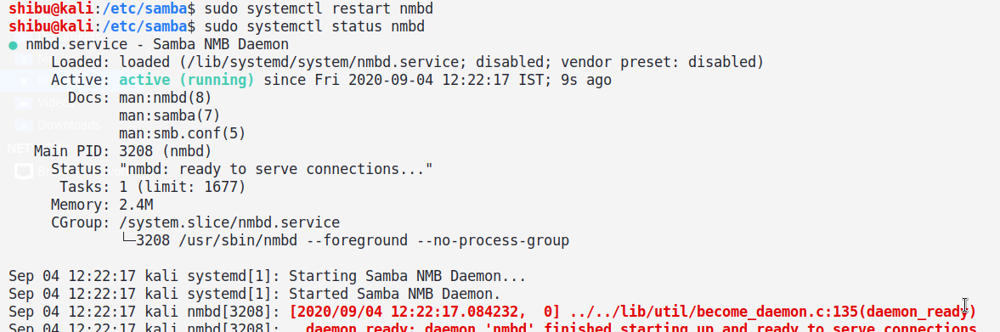 shibu@kali:/etc/samba$ sudo systemctl restart nmbd
shibu@kali:/etc/samba$ sudo systemctl status nmbd
● nmbd.service - Samba NMB Daemon
Loaded: loaded (/lib/systemd/system/nmbd.service; disabled; vendor preset: disabled)
Active: active (running) since Fri 2020-09-04 12:22:17 IST; 9s ago
Docs: man:nmbd(8)
man:samba(7)
man:smb.conf(5)
Main PID: 3208 (nmbd)
Status: "nmbd: ready to serve connections..."
Tasks: 1 (limit: 1677)
Memory: 2.4M
CGroup: /system.slice/nmbd.service
└─3208 /usr/sbin/nmbd --foreground --no-process-group
Sep 04 12:22:17 kali systemd[1]: Starting Samba NMB Daemon...
Sep 04 12:22:17 kali systemd[1]: Started Samba NMB Daemon.
Sep 04 12:22:17 kali nmbd[3208]: [2020/09/04 12:22:17.084232,  0] ../../lib/util/become_daemon.c:135(daemon_ready)
Sep 04 12:22:17 kali nmbd[3208]:   daemon_ready: daemon 'nmbd' finished starting up and ready to serve connections
Downloads